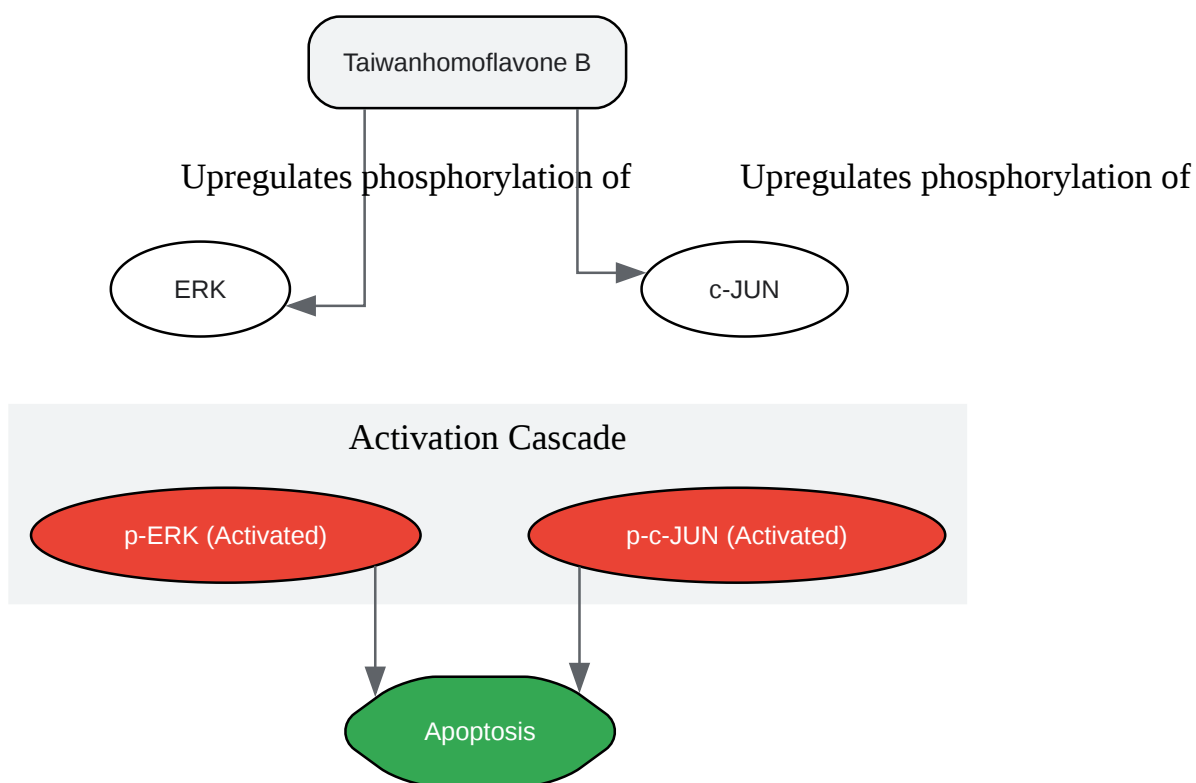 Taiwanhomoflavone B
Upregulates phosphorylation of
Upregulates phosphorylation of
ERK
c-JUN
Activation Cascade
p-ERK (Activated)
p-c-JUN (Activated)
Apoptosis